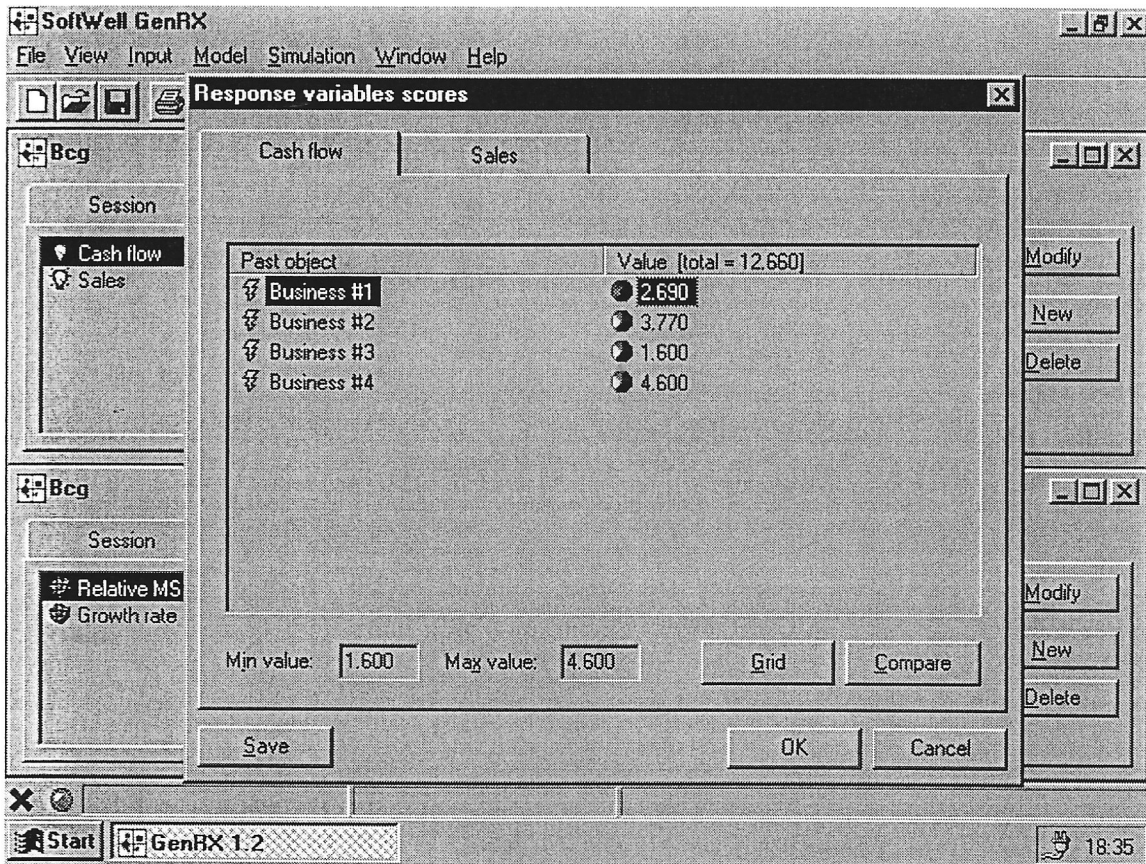 SoftWell GenRX
File View Input Model Simulation Window Help
Response variables scores
Bcg
Session
Cash flow
Sales
Cash flow
Sales
Past object Value [total = 12.660]
Business #1 2.690
Business #2 3.770
Business #3 1.600
Business #4 4.600
Modify
New
Delete
Bcg
Session
Relative MS
Growth rate
Modify
New
Delete
Min value: 1.600 Max value: 4.600 Grid Compare
Save OK Cancel
Start GenRX 1.2 18:35